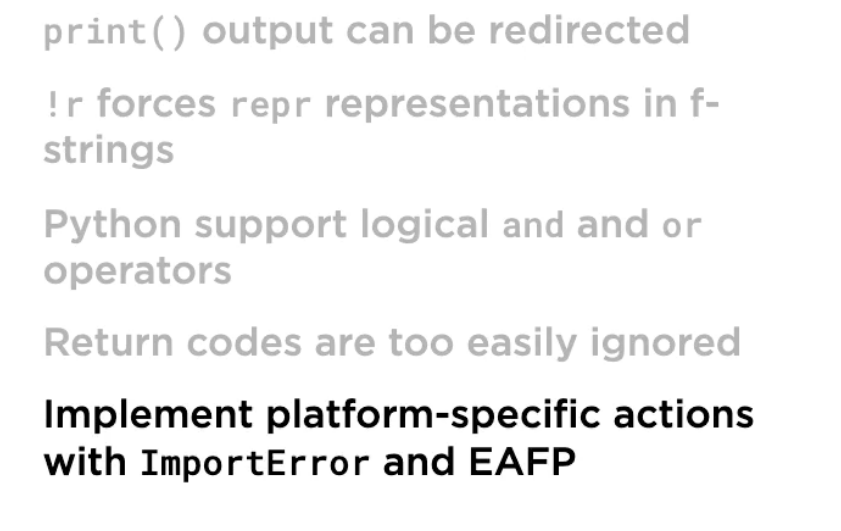 print() output can be redirected
!r forces repr representations in f-
strings
Python support logical and and or
operators
Return codes are too easily ignored
Implement platform-specific actions
with ImportError and EAFP